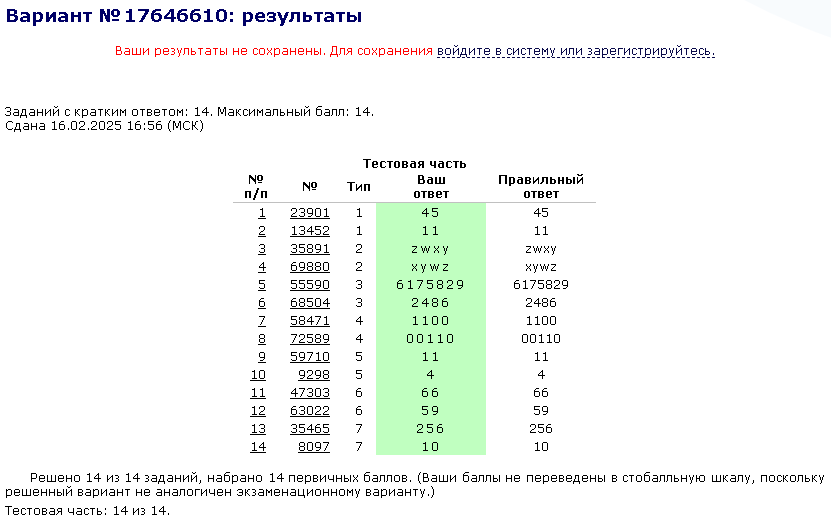 Вариант № 17646610: результаты
Ваши результаты не сохранены. Для сохранения войдите в систему или зарегистрируйтесь.
Заданий с кратким ответом: 14. Максимальный балл: 14.
Сдана 16.02.2025 16:56 (МСК)
Тестовая часть
№ п/п № Тип Ваш ответ Правильный ответ
1 23901 1 45 45
2 13452 1 11 11
3 35891 2 zwxy zwxy
4 69880 2 xywz xywz
5 55590 3 6175829 6175829
6 68504 3 2486 2486
7 58471 4 1100 1100
8 72589 4 00110 00110
9 59710 5 11 11
10 9298 5 4 4
11 47303 6 66 66
12 63022 6 59 59
13 35465 7 256 256
14 8097 7 10 10
Решено 14 из 14 заданий, набрано 14 первичных баллов. (Ваши баллы не переведены в стобалльную шкалу, поскольку
решенный вариант не аналогичен экзаменационному варианту.)
Тестовая часть: 14 из 14.